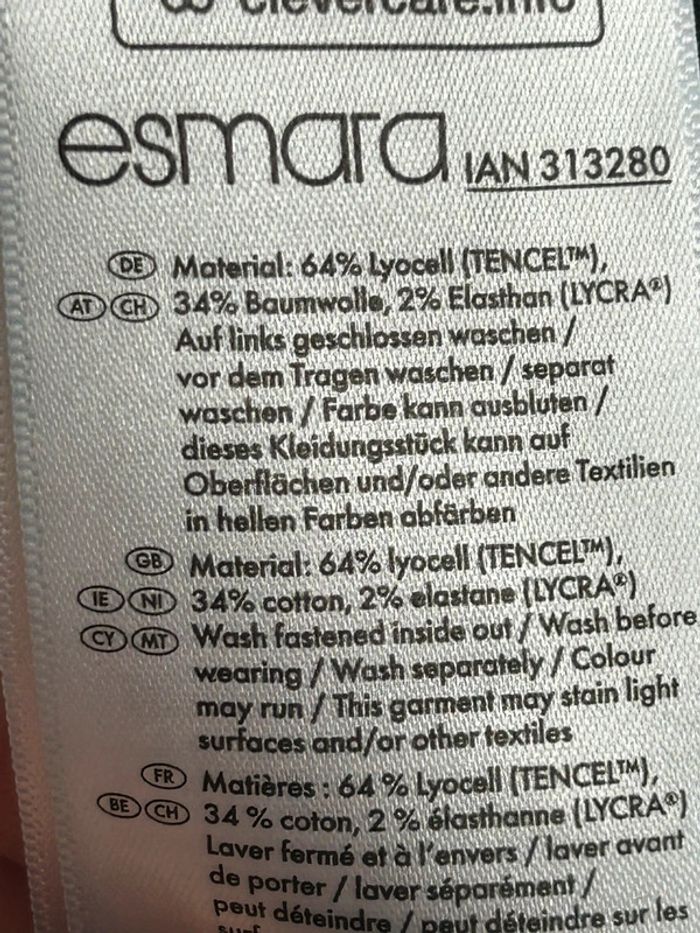 clevercare.info
esmara IAN 313280
DE Material: 64% Lyocell (TENCEL™),
AT CH 34% Baumwolle, 2% Elasthan (LYCRA®)
Auf links geschlossen waschen /
vor dem Tragen waschen / separat
waschen / Farbe kann ausbluten /
dieses Kleidungsstück kann auf
Oberflächen und/oder andere Textilien
in hellen Farben abfärben
GB Material: 64% lyocell (TENCEL™),
IE NI 34% cotton, 2% elastane (LYCRA®)
CY MT Wash fastened inside out / Wash before
wearing / Wash separately / Colour
may run / This garment may stain light
surfaces and/or other textiles
FR Matières : 64 % Lyocell (TENCEL™),
BE CH 34 % coton, 2 % élasthanne (LYCRA®)
Laver fermé et à l'envers / laver avant
de porter / laver séparément /
peut déteindre / peut déteindre sur les